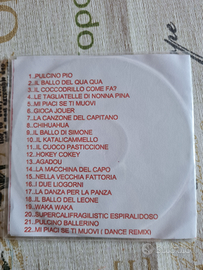 1.PULCINO PIO
2.IL BALLO DEL QUA QUA
3.IL COCCODRILLO COME FA?
4.LE TAGLIATELLE DI NONNA PINA
5.MI PIACI SE TI MUOVI
6.GIOCA JOUER
7.LA CANZONE DEL CAPITANO
8.CHIHUAHUA
9.IL BALLO DI SIMONE
10.IL KATALICAMMELLO
11.IL CUOCO PASTICCIONE
12.HOKEY COKEY
13.AGADOU
14.LA MACCHINA DEL CAPO
15.NELLA VECCHIA FATTORIA
16.I DUE LIOGORNI
17.LA DANZA PER LA PANZA
18.IL BALLO DEL LEONE
19.WAKA WAKA
20.SUPERCALIFRAGILISTIC ESPIRALIDOSO
21.PULCINO BALLERINO
22.MI PIACI SE TI MUOVI ( DANCE REMIX)